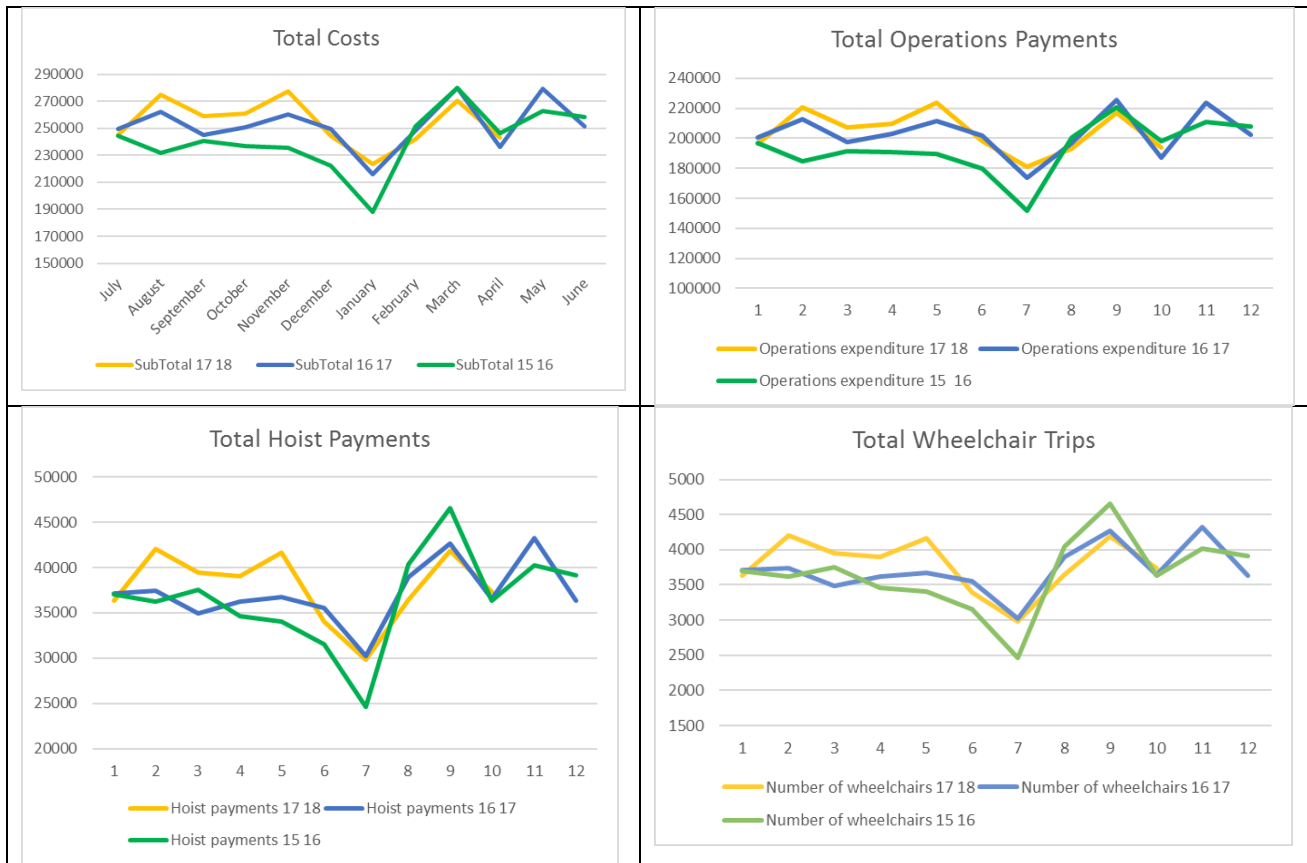 Total Costs
290000
270000
250000
230000
210000
190000
170000
150000
July
August
September
October
November
December
January
February
March
April
May
June
SubTotal 17 18
SubTotal 16 17
SubTotal 15 16
Total Operations Payments
240000
220000
200000
180000
160000
140000
120000
100000
1 2 3 4 5 6 7 8 9 10 11 12
Operations expenditure 17 18
Operations expenditure 16 17
Operations expenditure 15 16
Total Hoist Payments
50000
45000
40000
35000
30000
25000
20000
1 2 3 4 5 6 7 8 9 10 11 12
Hoist payments 17 18
Hoist payments 16 17
Hoist payments 15 16
Total Wheelchair Trips
5000
4500
4000
3500
3000
2500
2000
1500
1 2 3 4 5 6 7 8 9 10 11 12
Number of wheelchairs 17 18
Number of wheelchairs 16 17
Number of wheelchairs 15 16